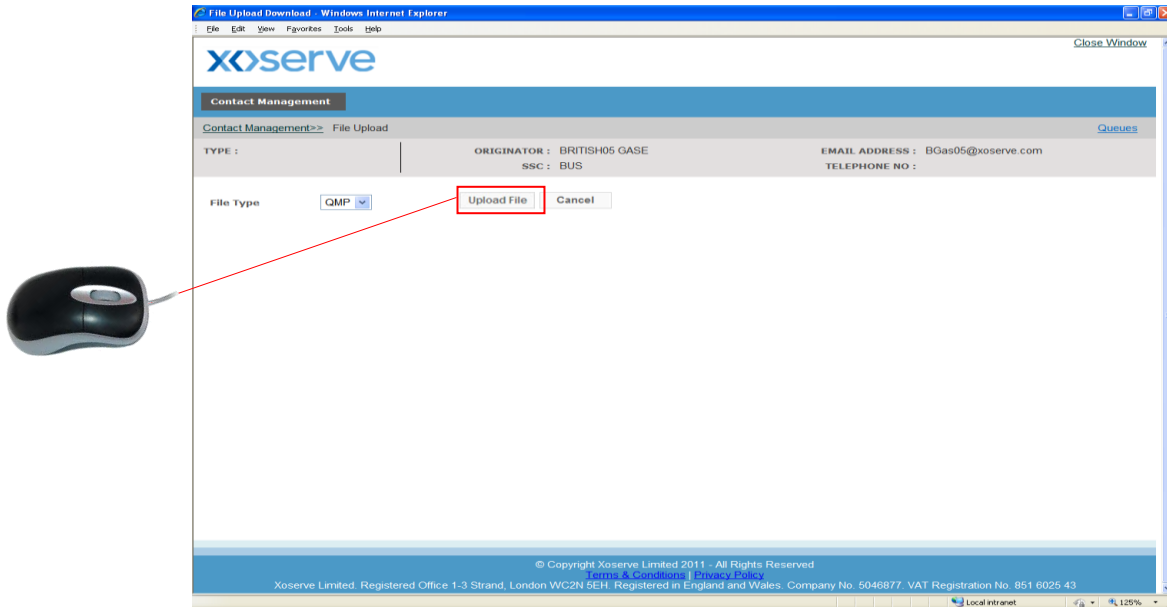 File Upload Download - Windows Internet Explorer
File Edit View Favorites Tools Help
Close Window
xoserve
Contact Management
Contact Management>> File Upload Queues
TYPE : ORIGINATOR : BRITISH05 GASE EMAIL ADDRESS : BGas05@xoserve.com
SSC : BUS TELEPHONE NO :
File Type QMP Upload File Cancel
© Copyright Xoserve Limited 2011 - All Rights Reserved
Terms & Conditions | Privacy Policy
Xoserve Limited. Registered Office 1-3 Strand, London WC2N 5EH. Registered in England and Wales. Company No. 5046877. VAT Registration No. 851 6025 43
Local intranet 125%